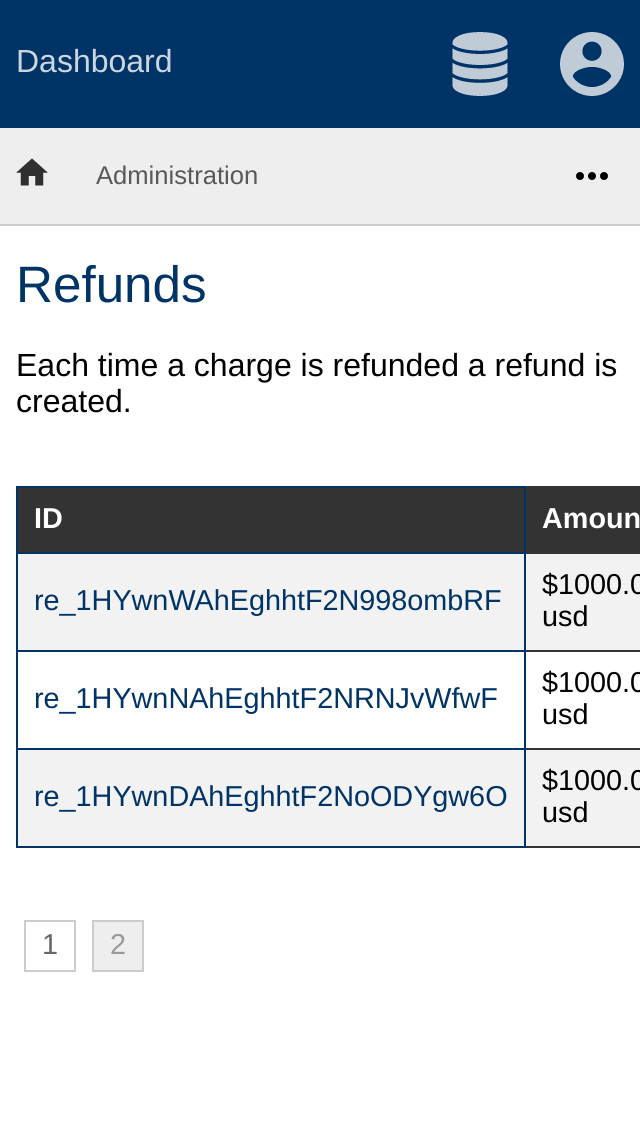 Dashboard
Administration
Refunds
Each time a charge is refunded a refund is
created.
ID Amoun
re_1HYwnWAhEghhtF2N998ombRF $1000.0
usd
re_1HYwnNAhEghhtF2NRNJvWfwF $1000.0
usd
re_1HYwnDAhEghhtF2NoODYgw6O $1000.0
usd
1 2